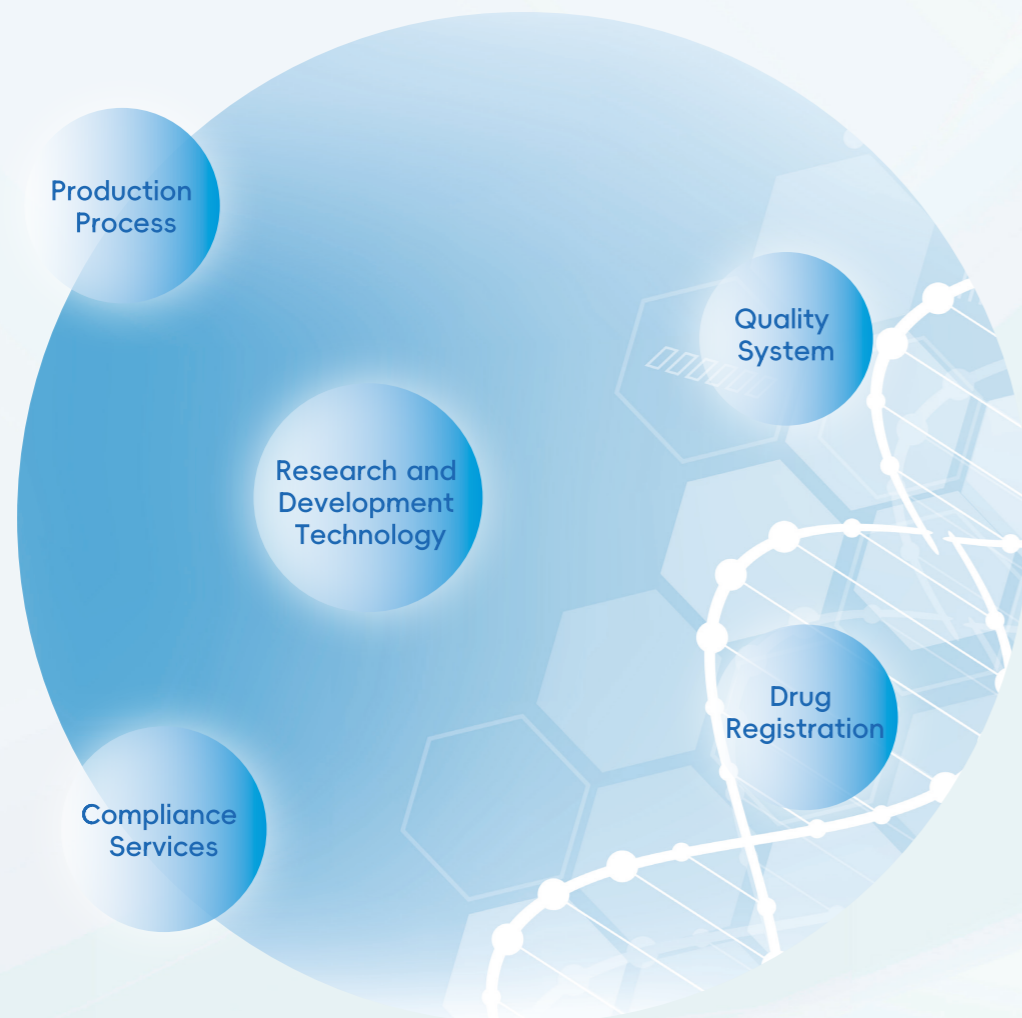 Production
Process
Quality
System
Research and
Development
Technology
Drug
Registration
Compliance
Services